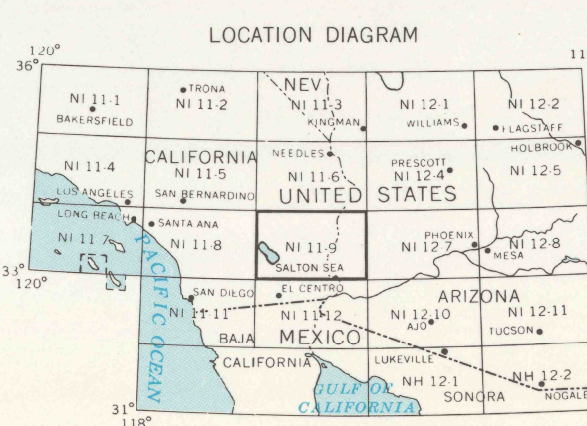 LOCATION DIAGRAM
120°
36°
11
NI 11-1
BAKERSFIELD
TRONA
NI 11-2
NEV
NI 11-3
KINGMAN
NI 12-1
WILLIAMS
NI 12-2
FLAGSTAFF
HOLBROOK
NI 11-4
LOS ANGELES
CALIFORNIA
NI 11-5
SAN BERNARDINO
NEEDLES
NI 11-6
PRESCOTT
NI 12-4
NI 12-5
UNITED STATES
LONG BEACH
NI 11 7
SANTA ANA
NI 11-8
NI 11-9
SALTON SEA
PHOENIX
NI 12-7
MESA
NI 12-8
33°
120°
PACIFIC OCEAN
SAN DIEGO
NI 11-11
EL CENTRO
NI 11-12
ARIZONA
NI 12-10
AJO
NI 12-11
TUCSON
BAJA
CALIFORNIA
MEXICO
LUKEVILLE
NH 12-1
NH 12-2
NOGALE
SONORA
GULF OF
CALIFORNIA
31°
118°